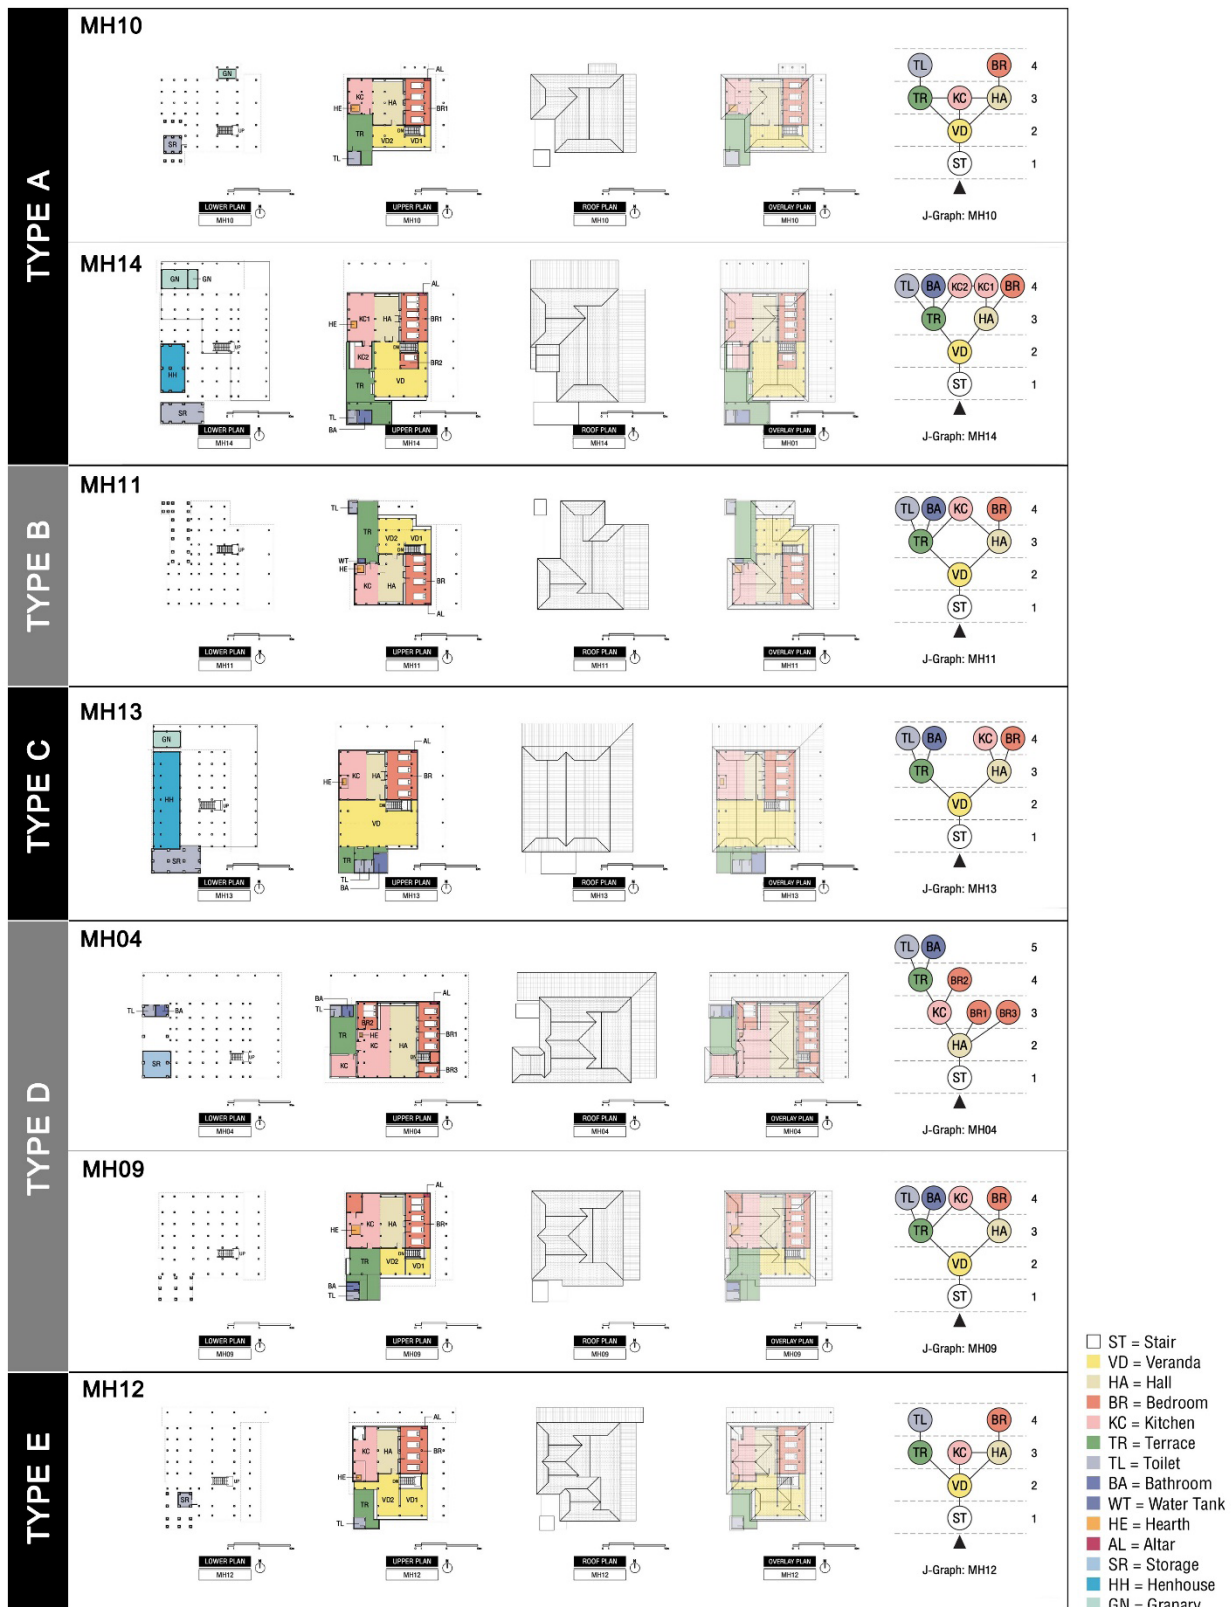 TYPE A
MH10
GN
SR
UP
LOWER PLAN
MH10
N
AL
KC
HA
HE
BR1
TR
DN
VD2
VD1
TL
UPPER PLAN
MH10
N
ROOF PLAN
MH10
N
OVERLAY PLAN
MH10
N
TL BR 4
TR KC HA 3
VD 2
ST 1
J-Graph: MH10
MH14
GN
GN
UP
HH
SR
LOWER PLAN
MH14
N
AL
HE
KC1
HA
BR1
DN
KC2
BR2
TR
VD
TL
BA
UPPER PLAN
MH14
N
ROOF PLAN
MH14
N
OVERLAY PLAN
MH01
N
TL BA KC2 KC1 BR 4
TR HA 3
VD 2
ST 1
J-Graph: MH14
TYPE B
MH11
UP
LOWER PLAN
MH11
N
TL
TR
VD2
VD1
DN
WT
HE
KC
HA
BR
AL
UPPER PLAN
MH11
N
ROOF PLAN
MH11
N
OVERLAY PLAN
MH11
N
TL BA KC BR 4
TR HA 3
VD 2
ST 1
J-Graph: MH11
TYPE C
MH13
GN
HH
UP
SR
LOWER PLAN
MH13
N
AL
HE
KC
HA
BR
DN
VD
TR
TL
BA
UPPER PLAN
MH13
N
ROOF PLAN
MH13
N
OVERLAY PLAN
MH13
N
TL BA KC BR 4
TR HA 3
VD 2
ST 1
J-Graph: MH13
TYPE D
MH04
TL
BA
SR
UP
LOWER PLAN
MH04
N
BA
TL
AL
BR2
TR
HE
KC
HA
BR1
DN
KC
BR3
UPPER PLAN
MH04
N
ROOF PLAN
MH04
N
OVERLAY PLAN
MH04
N
TL BA 5
TR BR2 4
KC BR1 BR3 3
HA 2
ST 1
J-Graph: MH04
MH09
UP
LOWER PLAN
MH09
N
AL
HE
KC
HA
BR
DN
TR
VD2
VD1
BA
TL
UPPER PLAN
MH09
N
ROOF PLAN
MH09
N
OVERLAY PLAN
MH09
N
TL BA KC BR 4
TR HA 3
VD 2
ST 1
J-Graph: MH09
TYPE E
MH12
UP
SR
LOWER PLAN
MH12
N
AL
KC
HA
BR
HE
DN
VD2
VD1
TR
TL
UPPER PLAN
MH12
N
ROOF PLAN
MH12
N
OVERLAY PLAN
MH12
N
TL BR 4
TR KC HA 3
VD 2
ST 1
J-Graph: MH12
ST = Stair
VD = Veranda
HA = Hall
BR = Bedroom
KC = Kitchen
TR = Terrace
TL = Toilet
BA = Bathroom
WT = Water Tank
HE = Hearth
AL = Altar
SR = Storage
HH = Henhouse
GN = Granary